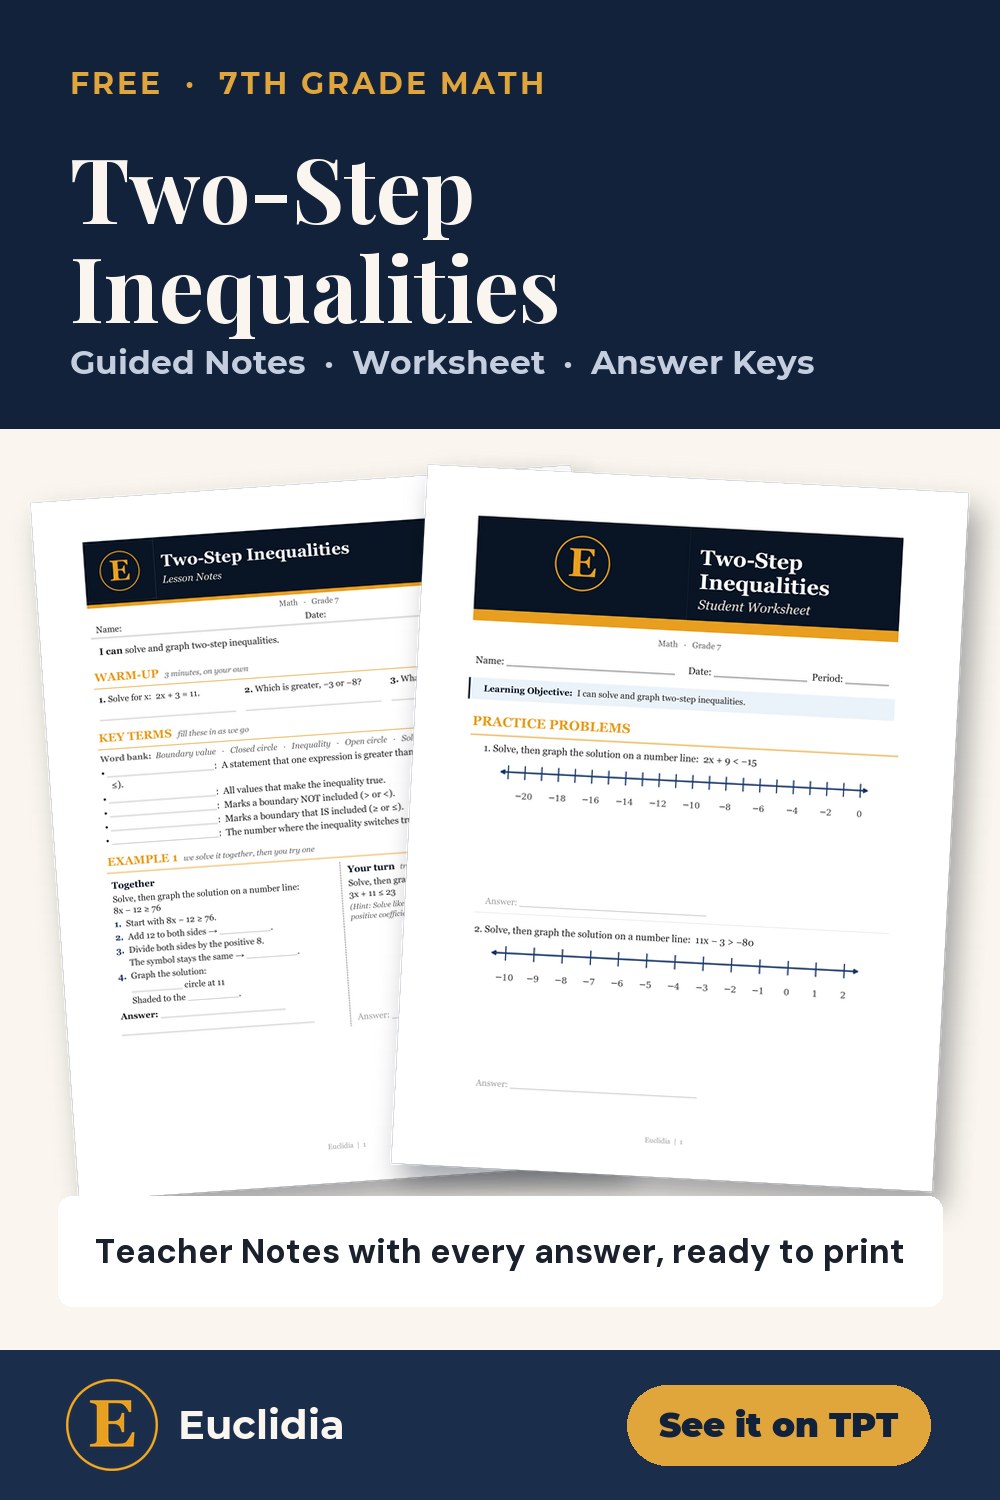 FREE · 7TH GRADE MATH
Two-Step
Inequalities
Guided Notes · Worksheet · Answer Keys
E
Two-Step Inequalities
Lesson Notes
Math · Grade 7
Name:
Date:
I can solve and graph two-step inequalities.
WARM-UP 3 minutes, on your own
1. Solve for x: 2x + 3 = 11.
2. Which is greater, −3 or −8?
3.
KEY TERMS fill these in as we go
Word bank: Boundary value · Closed circle · Inequality · Open circle ·
• : A statement that one expression is greater than
≤).
• : All values that make the inequality true.
• : Marks a boundary NOT included (> or <).
• : Marks a boundary that IS included (≥ or ≤).
• : The number where the inequality switches
EXAMPLE 1 we solve it together, then you try one
Together
Solve, then graph the solution on a number line:
8x − 12 ≥ 76
1. Start with 8x − 12 ≥ 76.
2. Add 12 to both sides → .
3. Divide both sides by the positive 8.
The symbol stays the same → .
4. Graph the solution:
circle at 11
Shaded to the .
Answer:
Your turn
Solve, then
3x + 11 ≤ 23
(Hint: Solve like
positive
Answer:
Euclidia | 1
E
Two-Step
Inequalities
Student Worksheet
Math · Grade 7
Name: Date: Period:
Learning Objective: I can solve and graph two-step inequalities.
PRACTICE PROBLEMS
1. Solve, then graph the solution on a number line: 2x + 9 < −15
−20 −18 −16 −14 −12 −10 −8 −6 −4 −2 0
Answer:
2. Solve, then graph the solution on a number line: 11x − 3 > −80
−10 −9 −8 −7 −6 −5 −4 −3 −2 −1 0 1 2
Answer:
Euclidia | 1
Teacher Notes with every answer, ready to print
E
Euclidia
See it on TPT